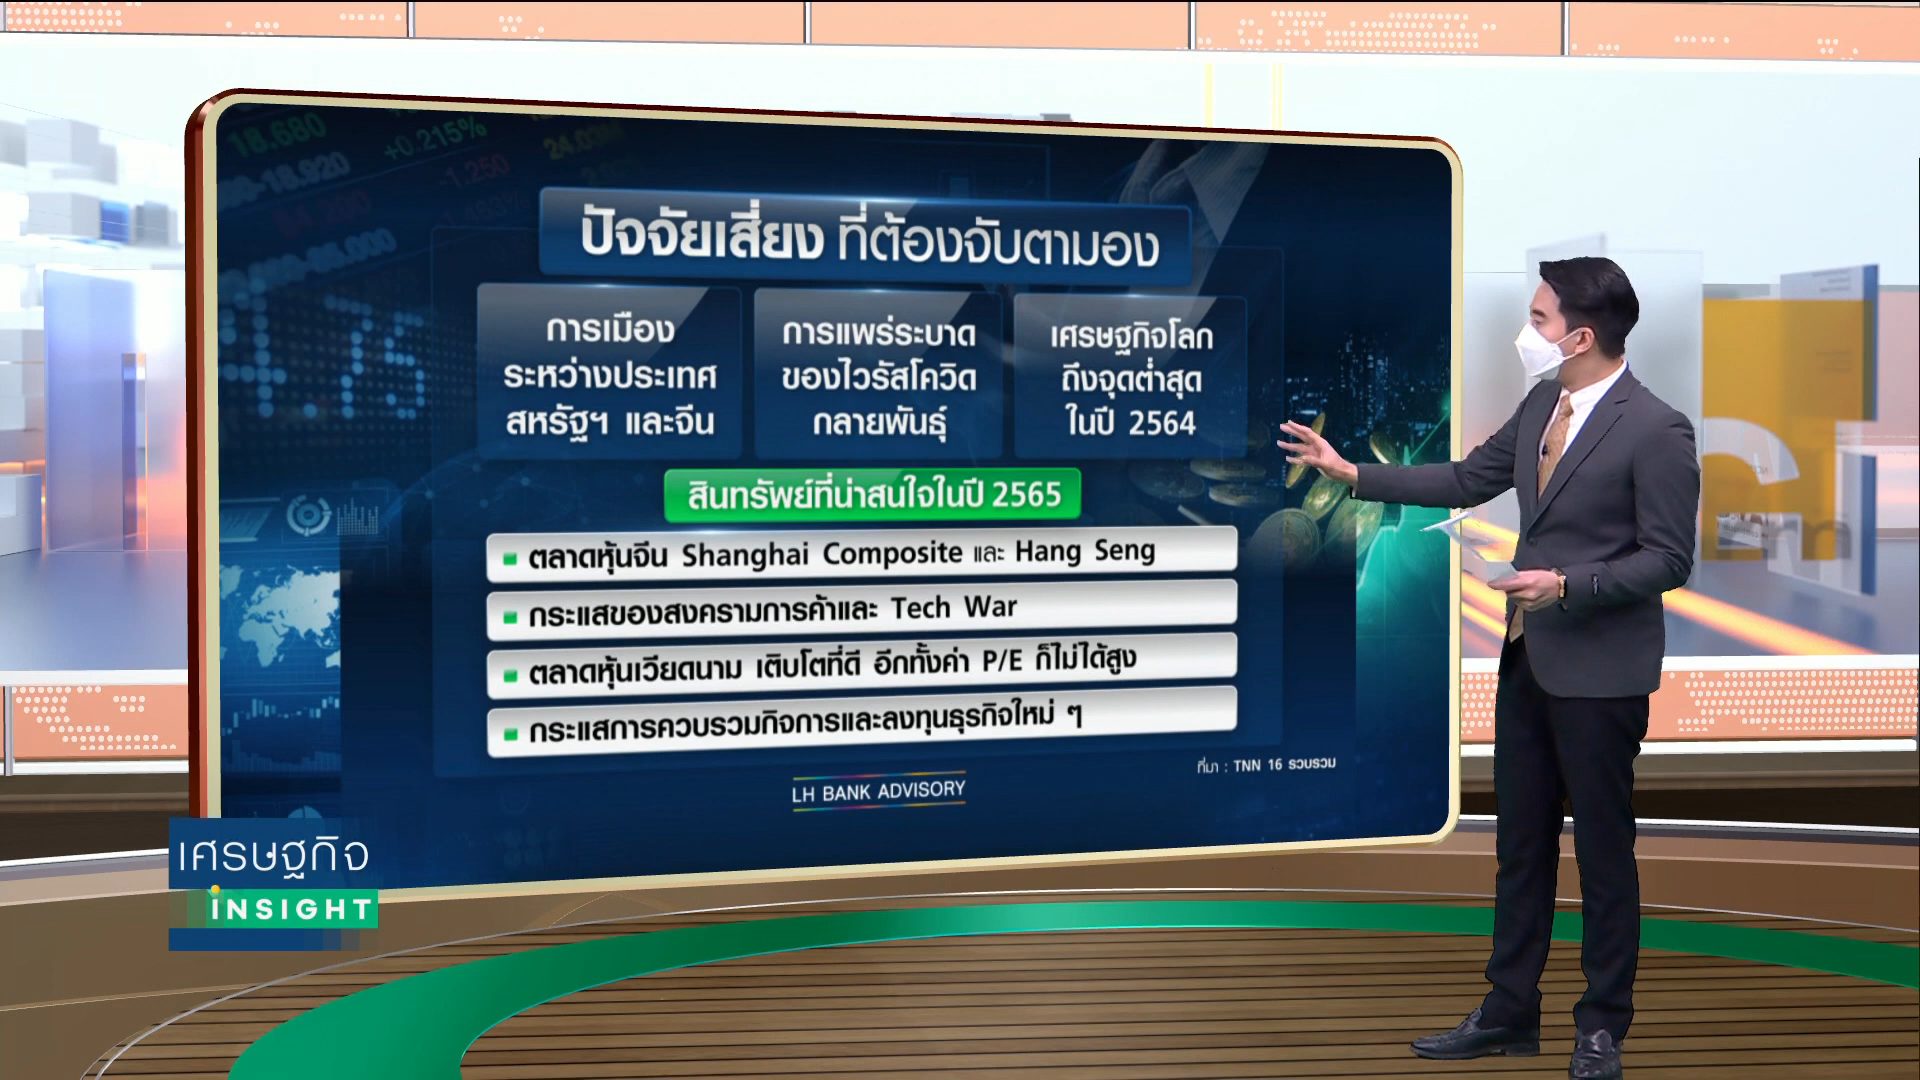 18.680
+0.215%
18.920
-1.250
4.75
ปัจจัยเสี่ยง ที่ต้องจับตามอง
การเมือง
ระหว่างประเทศ
สหรัฐฯ และจีน
การแพร่ระบาด
ของไวรัสโควิด
กลายพันธุ์
เศรษฐกิจโลก
ถึงจุดต่ำสุด
ในปี 2564
สินทรัพย์ที่น่าสนใจในปี 2565
ตลาดหุ้นจีน Shanghai Composite และ Hang Seng
กระแสของสงครามการค้าและ Tech War
ตลาดหุ้นเวียดนาม เติบโตที่ดี อีกทั้งค่า P/E ก็ไม่ได้สูง
กระแสการควบรวมกิจการและลงทุนธุรกิจใหม่ ๆ
ที่มา : TNN 16 รวบรวม
LH BANK ADVISORY
เศรษฐกิจ
INSIGHT